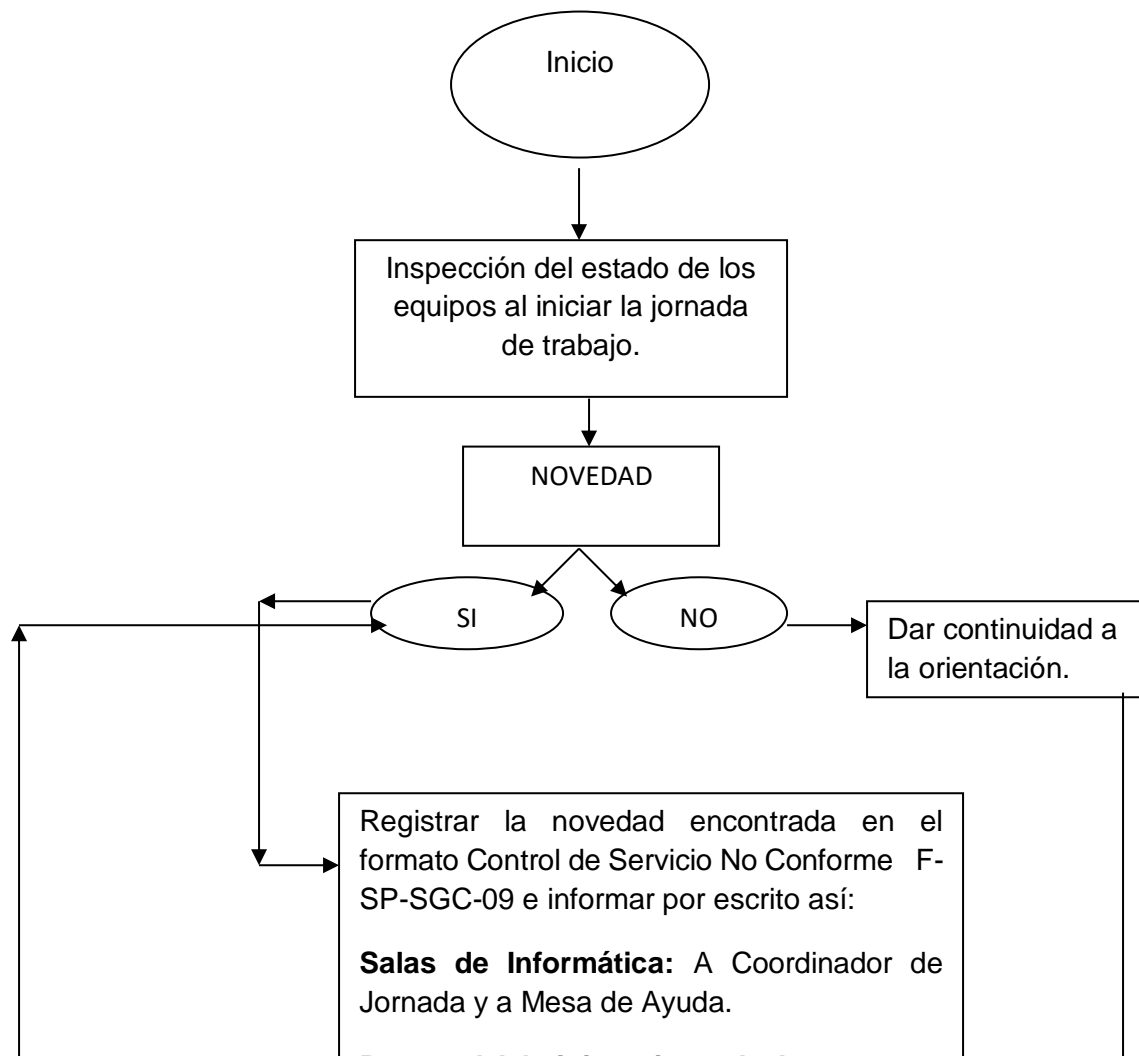 Inicio
Inspección del estado de los
equipos al iniciar la jornada
de trabajo.
NOVEDAD
SI
NO
Dar continuidad a
la orientación.
Registrar la novedad encontrada en el
formato Control de Servicio No Conforme F-
SP-SGC-09 e informar por escrito así:
Salas de Informática: A Coordinador de
Jornada y a Mesa de Ayuda.